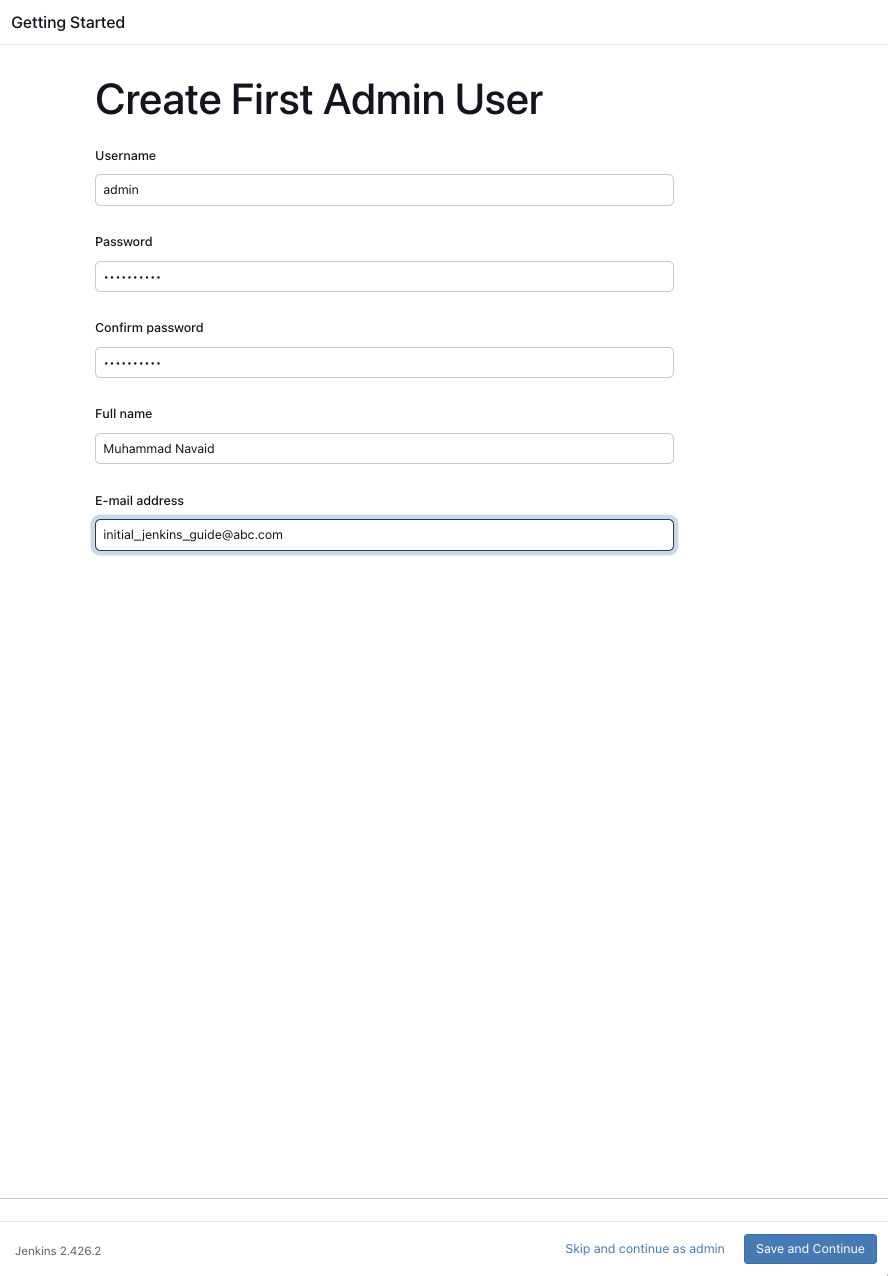 Getting Started
Create First Admin User
Username
admin
Password
••••••••••
Confirm password
••••••••••
Full name
Muhammad Navaid
E-mail address
initial_jenkins_guide@abc.com
Jenkins 2.426.2
Skip and continue as admin
Save and Continue